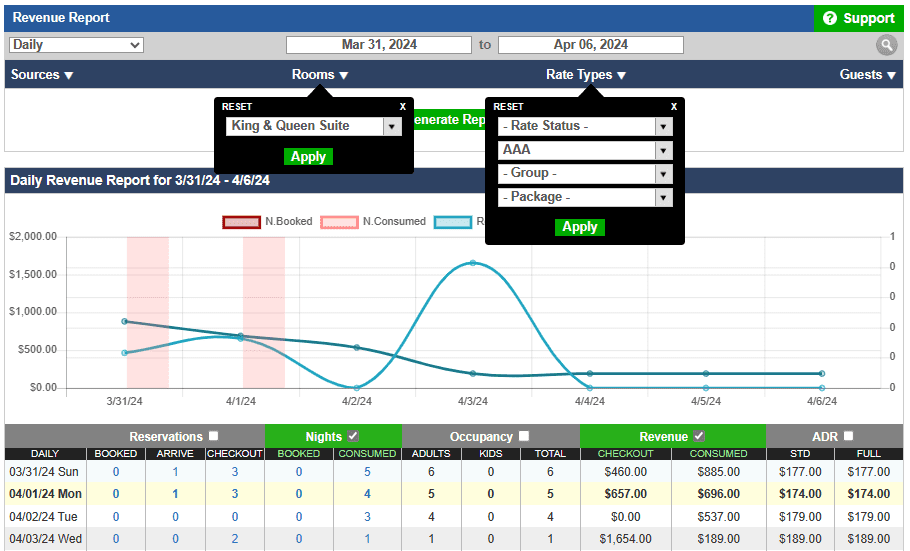 Revenue Report
? Support
Daily
Mar 31, 2024 to Apr 06, 2024
Sources ▼ Rooms ▼ Rate Types ▼ Guests ▼
RESET X
King & Queen Suite
Apply
enerate Rep
RESET X
- Rate Status -
AAA
- Group -
- Package -
Apply
Daily Revenue Report for 3/31/24 - 4/6/24
N.Booked N.Consumed R
$2,000.00 1
$1,500.00 0
0
$1,000.00 0
$500.00 0
$0.00 0
3/31/24 4/1/24 4/2/24 4/3/24 4/4/24 4/5/24 4/6/24
Reservations Nights Occupancy Revenue ADR
DAILY BOOKED ARRIVE CHECKOUT BOOKED CONSUMED ADULTS KIDS TOTAL CHECKOUT CONSUMED STD FULL
03/31/24 Sun 0 1 3 0 5 6 0 6 $460.00 $885.00 $177.00 $177.00
04/01/24 Mon 0 1 3 0 4 5 0 5 $657.00 $696.00 $174.00 $174.00
04/02/24 Tue 0 0 0 0 3 4 0 4 $0.00 $537.00 $179.00 $179.00
04/03/24 Wed 0 0 2 0 1 1 0 1 $1,654.00 $189.00 $189.00 $189.00